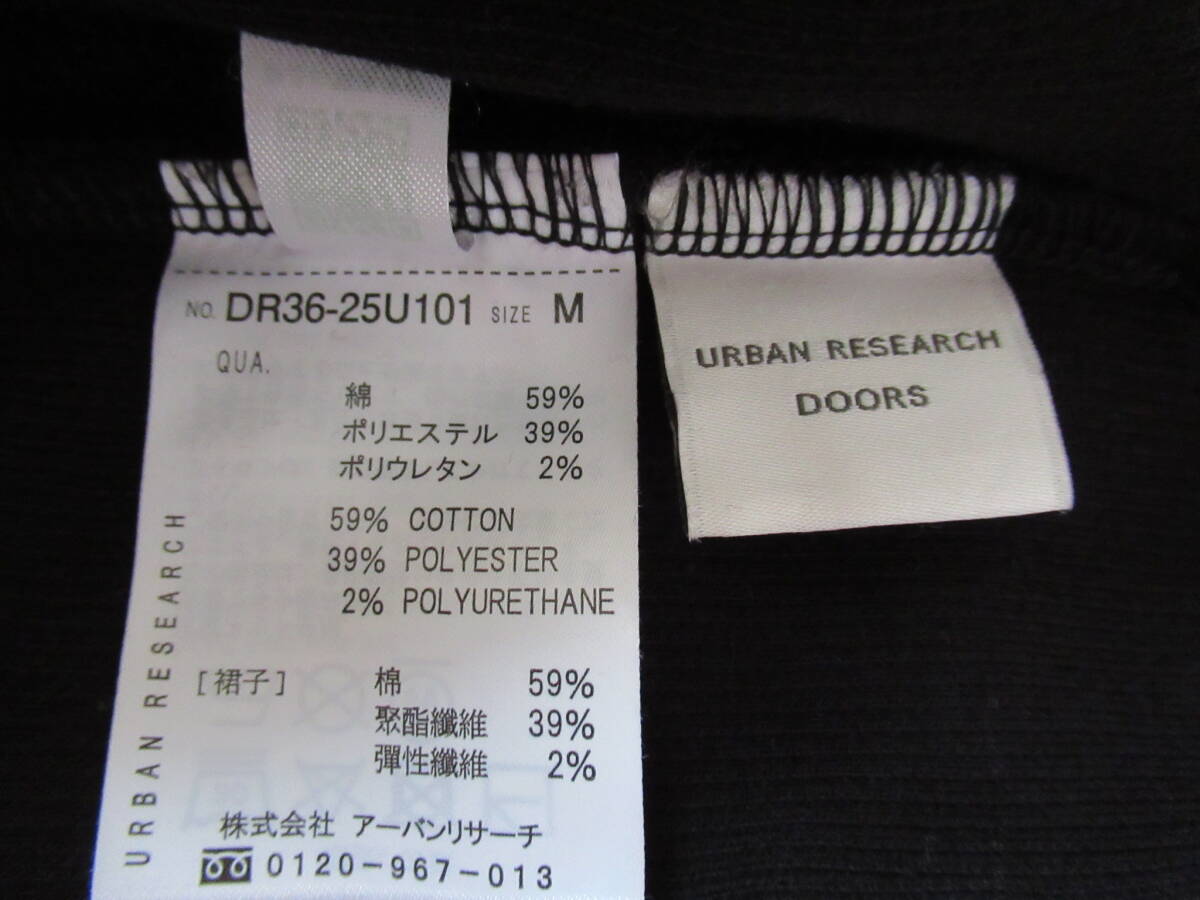 NO. DR36-25U101 SIZE M
QUA.
綿 59%
ポリエステル 39%
ポリウレタン 2%
59% COTTON
39% POLYESTER
2% POLYURETHANE
[裙子] 棉 59%
聚酯纖維 39%
彈性纖維 2%
株式会社 アーバンリサーチ
0120-967-013
URBAN RESEARCH
URBAN RESEARCH
DOORS